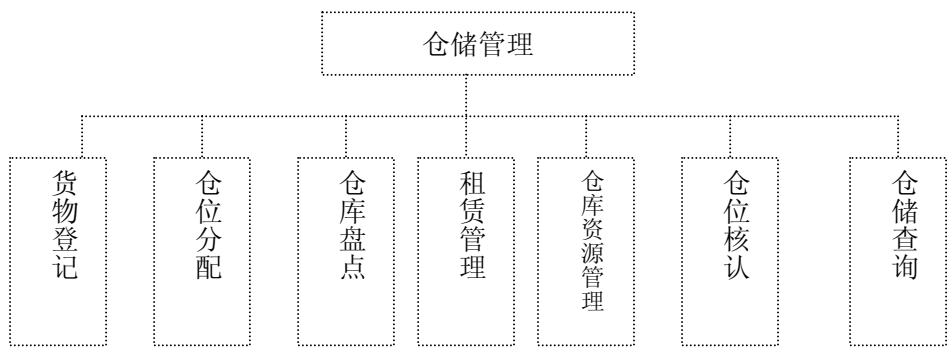 仓储管理
货物登记
仓位分配
仓库盘点
租赁管理
仓库资源管理
仓位核认
仓储查询